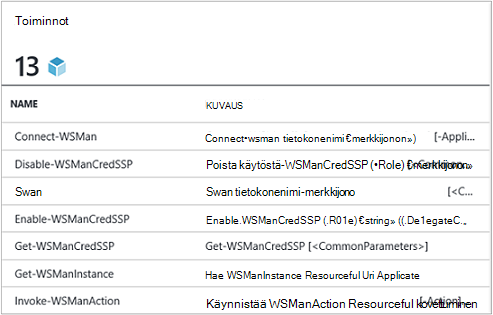 Toiminnot
13
NAME KUVAUS
Connect-WSMan Connect•wsman tietokonenimi €merkkijonon») [-Appli...
Disable-WSManCredSSP Poista käytöstä-WSManCredSSP (•Role) €merkkijonon»
Swan Swan tietokonenimi-merkkijono [<C...
Enable-WSManCredSSP Enable.WSManCredSSP (.R01e) €string» ((.De1egateC..
Get-WSManCredSSP Get-WSManCredSSP [<CommonParameters>]
Get-WSManInstance Hae WSManInstance Resourceful Uri Applicate
Invoke-WSManAction Käynnistää WSManAction Resourceful kovettuminen